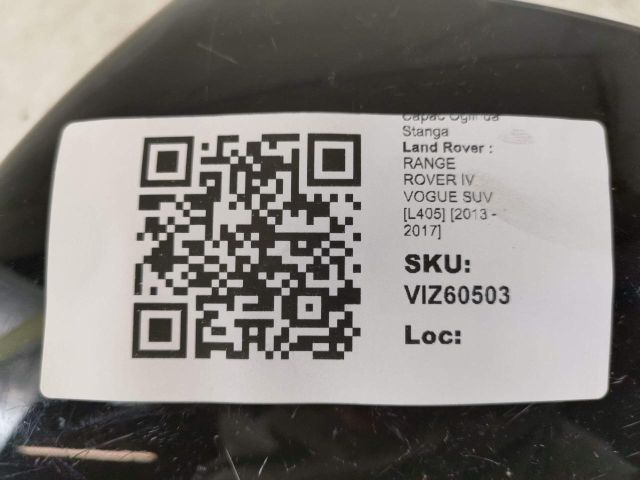 Capac Oglinda
Stanga
Land Rover :
RANGE
ROVER IV
VOGUE SUV
[L405] [2013 -
2017]
SKU:
VIZ60503
Loc: